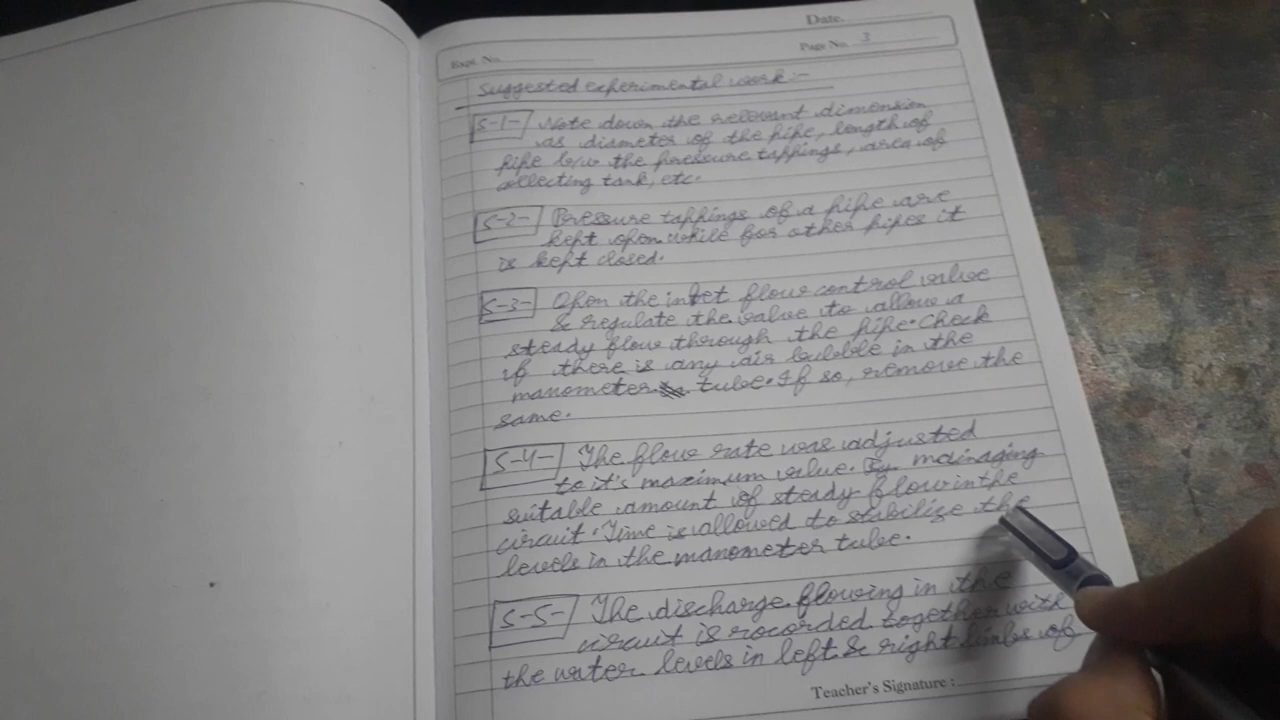 Date.
Expt. No.
Page No. 3
Suggested experimental work:-
S-1- Note down the relevant dimension
as diameter of the pipe, length of
pipe b/w the pressure tappings, area of
collecting tank, etc.
S-2- Pressure tappings of a pipe are
kept open while for other pipes it
is kept closed.
S-3- Open the inlet flow control value
& regulate the value to allow a
steady flow through the pipe. Check
if there is any air bubble in the
manometer tube. If so, remove the
same.
S-4- The flow rate was adjusted
to it's maximum value. By managing
suitable amount of steady flow in the
circuit. Time is allowed to stabilize the
levels in the manometer tube.
S-5- The discharge flowing in the
circuit is rocorded together with
the water levels in left & right limbs of
Teacher's Signature :